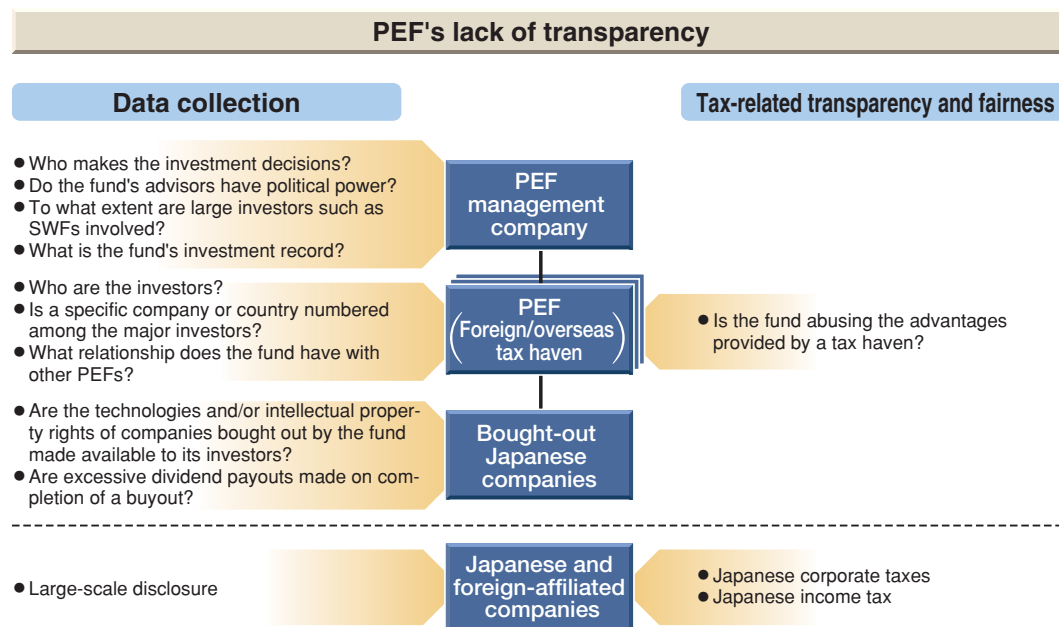 PEF's lack of transparency
Data collection
Tax-related transparency and fairness
● Who makes the investment decisions?
● Do the fund's advisors have political power?
● To what extent are large investors such as
SWFs involved?
● What is the fund's investment record?
PEF
management
company
● Who are the investors?
● Is a specific company or country numbered
among the major investors?
● What relationship does the fund have with
other PEFs?
PEF
(Foreign/overseas
tax haven)
● Is the fund abusing the advantages
provided by a tax haven?
● Are the technologies and/or intellectual proper-
ty rights of companies bought out by the fund
made available to its investors?
● Are excessive dividend payouts made on com-
pletion of a buyout?
Bought-out
Japanese
companies
● Large-scale disclosure
Japanese and
foreign-affiliated
companies
● Japanese corporate taxes
● Japanese income tax